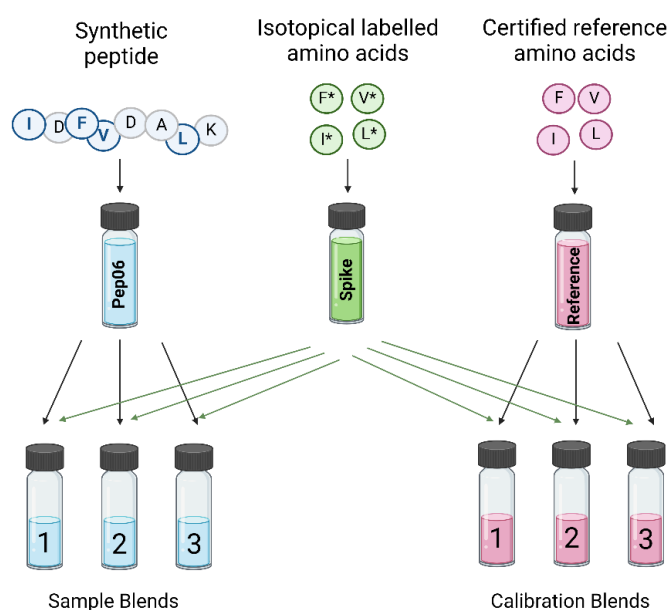 Synthetic
peptide
Isotopical labelled
amino acids
Certified reference
amino acids
I D F V D A L K
F* V*
I* L*
F V
I L
Pep06
Spike
Reference
1 2 3
1 2 3
Sample Blends
Calibration Blends